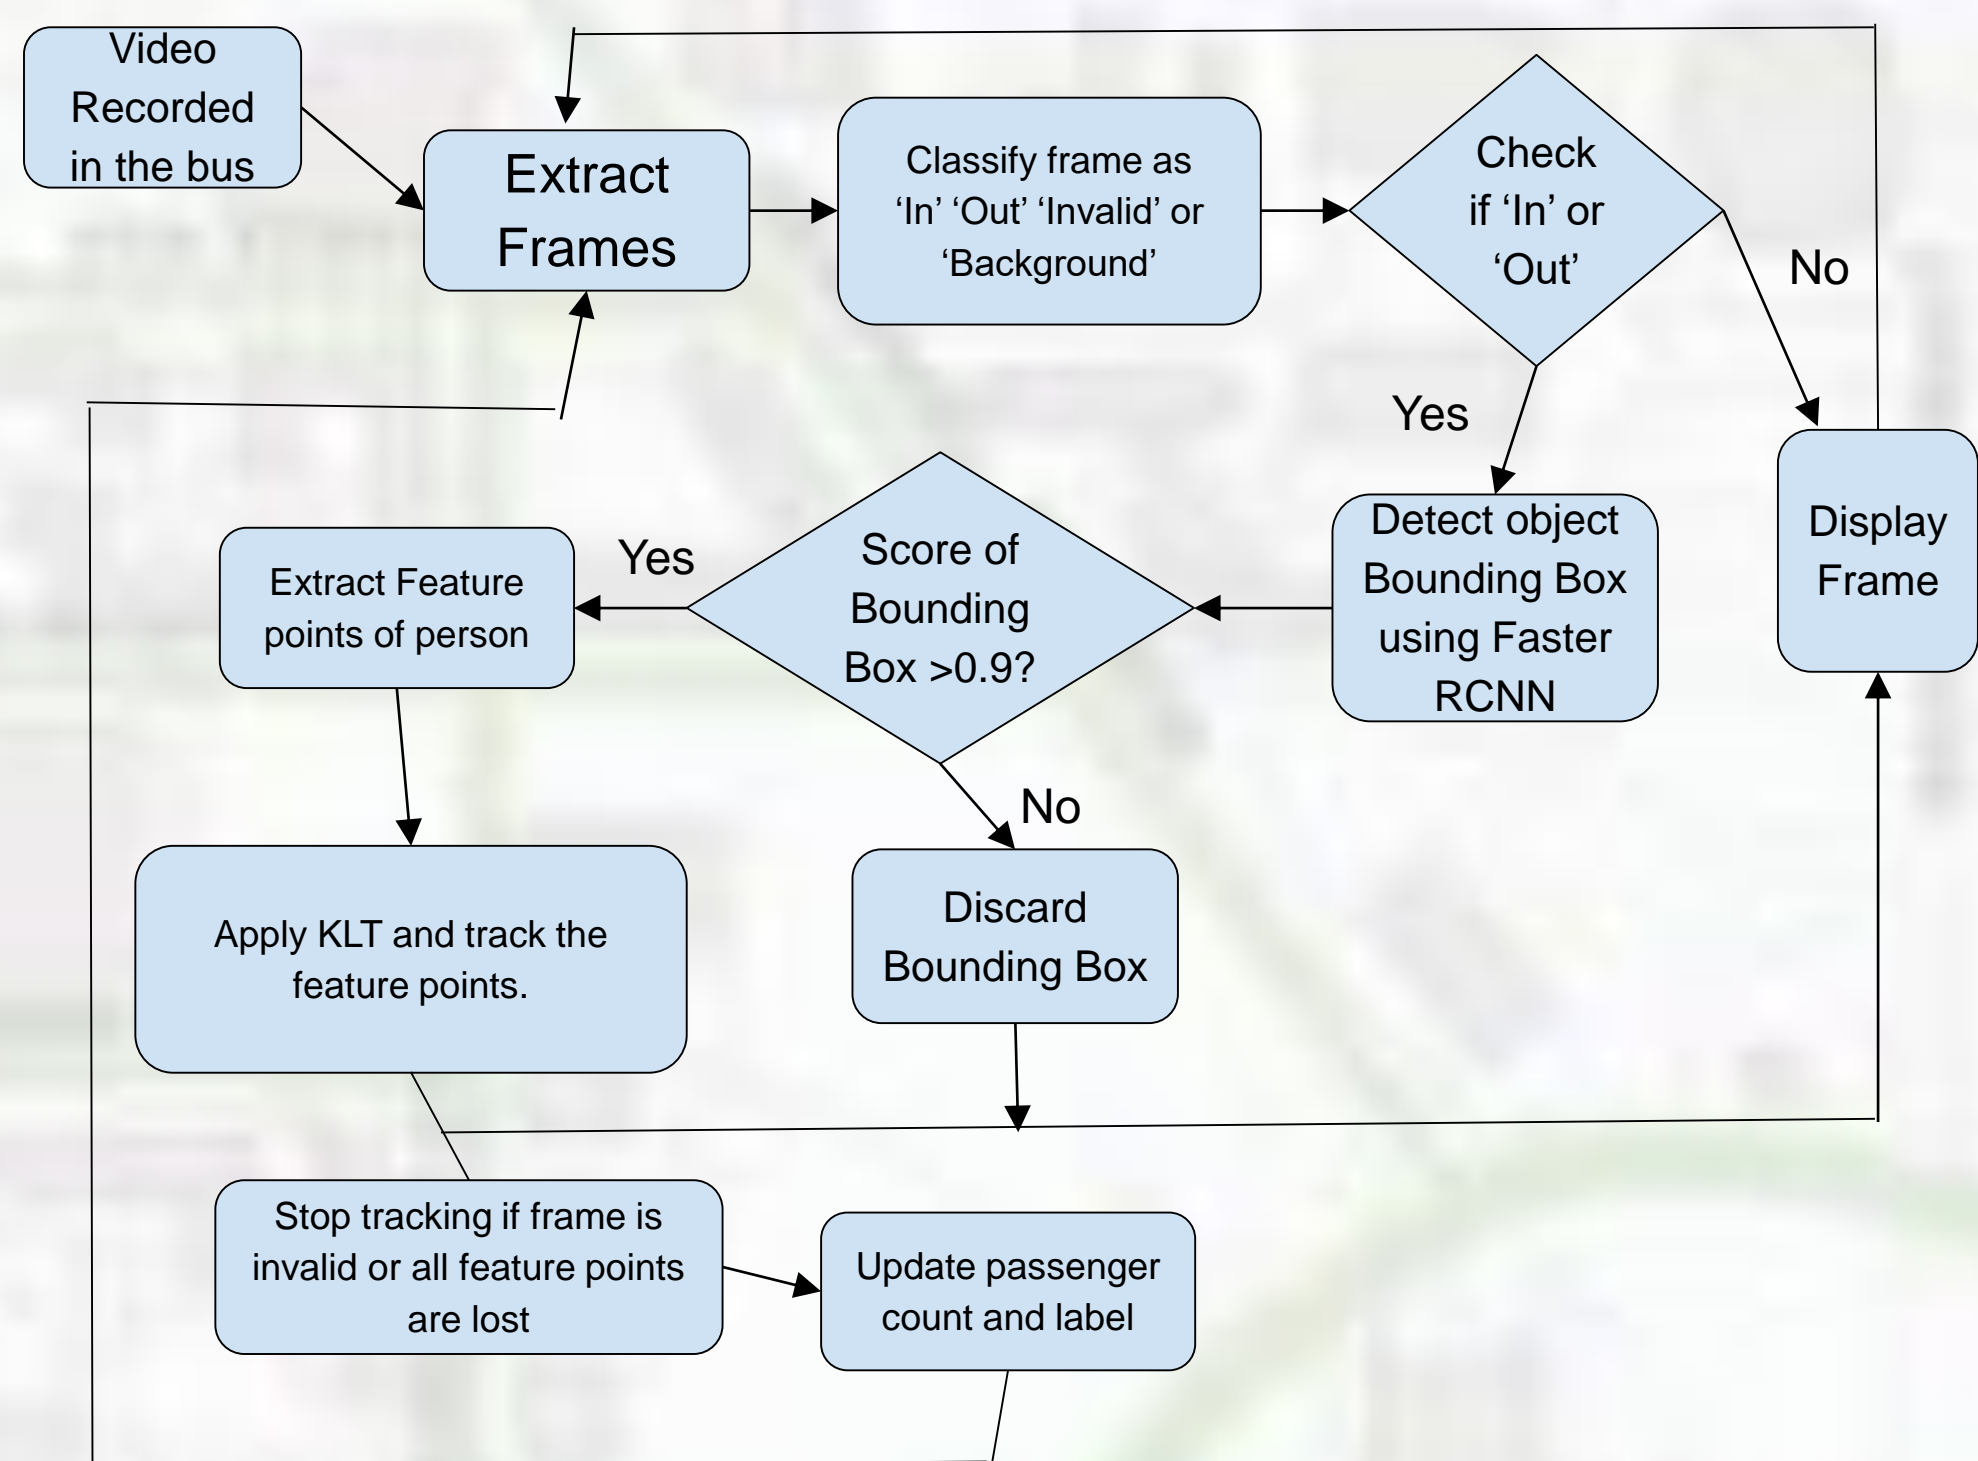 Video
Recorded
in the bus
Extract
Frames
Classify frame as
‘In’ ‘Out’ ‘Invalid’ or
‘Background’
Check
if ‘In’ or
‘Out’
No
Yes
Display
Frame
Detect object
Bounding Box
using Faster
RCNN
Score of
Bounding
Box >0.9?
Yes
Extract Feature
points of person
No
Discard
Bounding Box
Apply KLT and track the
feature points.
Stop tracking if frame is
invalid or all feature points
are lost
Update passenger
count and label